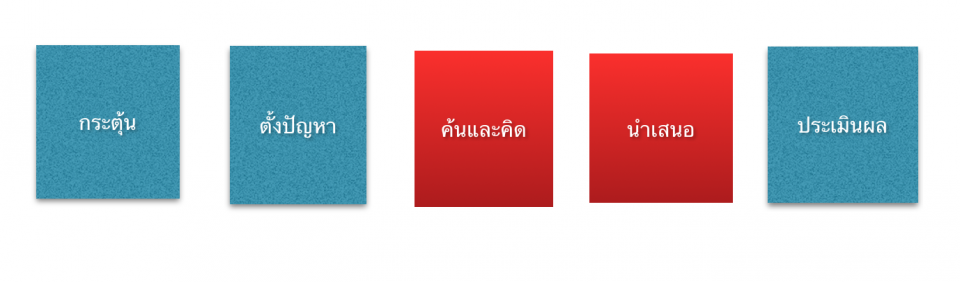 กระตุ้น
ตั้งปัญหา
ค้นและคิด
นำเสนอ
ประเมินผล